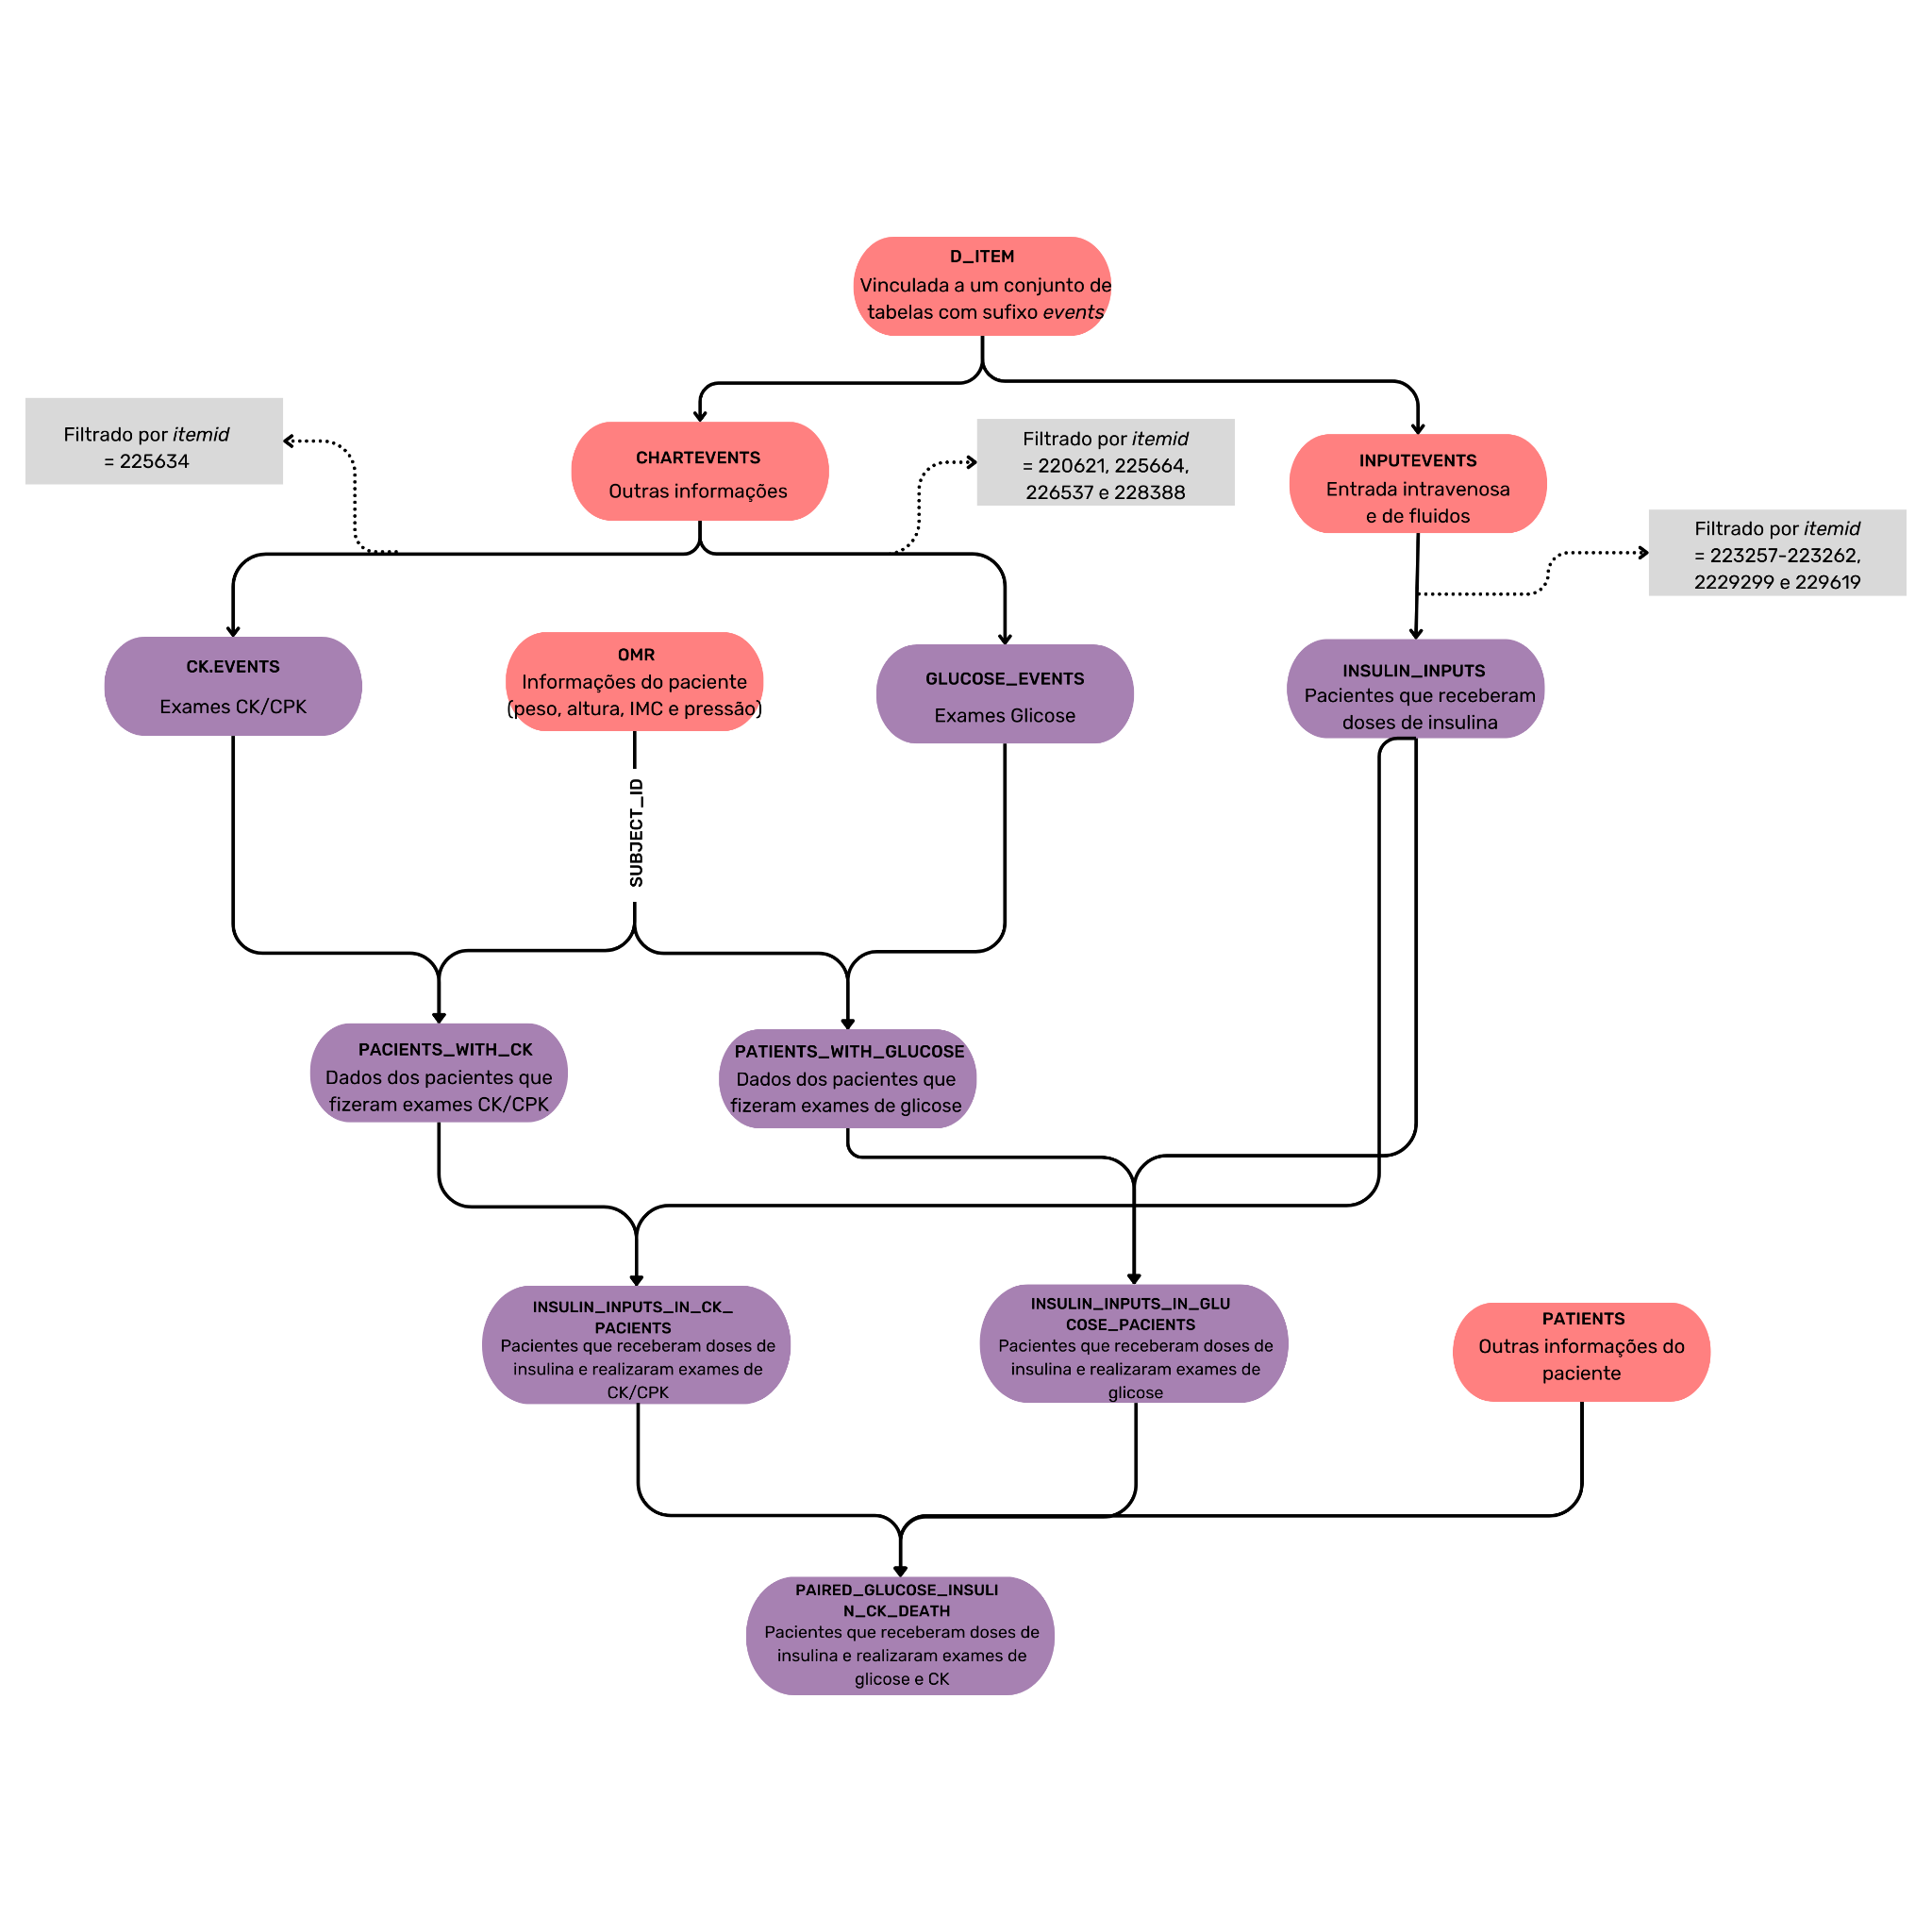 D_ITEM
Vinculada a um conjunto de
tabelas com sufixo events
Filtrado por itemid
= 225634
CHARTEVENTS
Outras informações
Filtrado por itemid
= 220621, 225664,
226537 e 228388
INPUTEVENTS
Entrada intravenosa
e de fluidos
Filtrado por itemid
= 223257-223262,
2229299 e 229619
CK.EVENTS
Exames CK/CPK
OMR
Informações do paciente
(peso, altura, IMC e pressão)
GLUCOSE_EVENTS
Exames Glicose
INSULIN_INPUTS
Pacientes que receberam
doses de insulina
SUBJECT_ID
PACIENTS_WITH_CK
Dados dos pacientes que
fizeram exames CK/CPK
PATIENTS_WITH_GLUCOSE
Dados dos pacientes que
fizeram exames de glicose
INSULIN_INPUTS_IN_CK_
PACIENTS
Pacientes que receberam doses de
insulina e realizaram exames de
CK/CPK
INSULIN_INPUTS_IN_GLU
COSE_PACIENTS
Pacientes que receberam doses de
insulina e realizaram exames de
glicose
PATIENTS
Outras informações do
paciente
PAIRED_GLUCOSE_INSULI
N_CK_DEATH
Pacientes que receberam doses de
insulina e realizaram exames de
glicose e CK